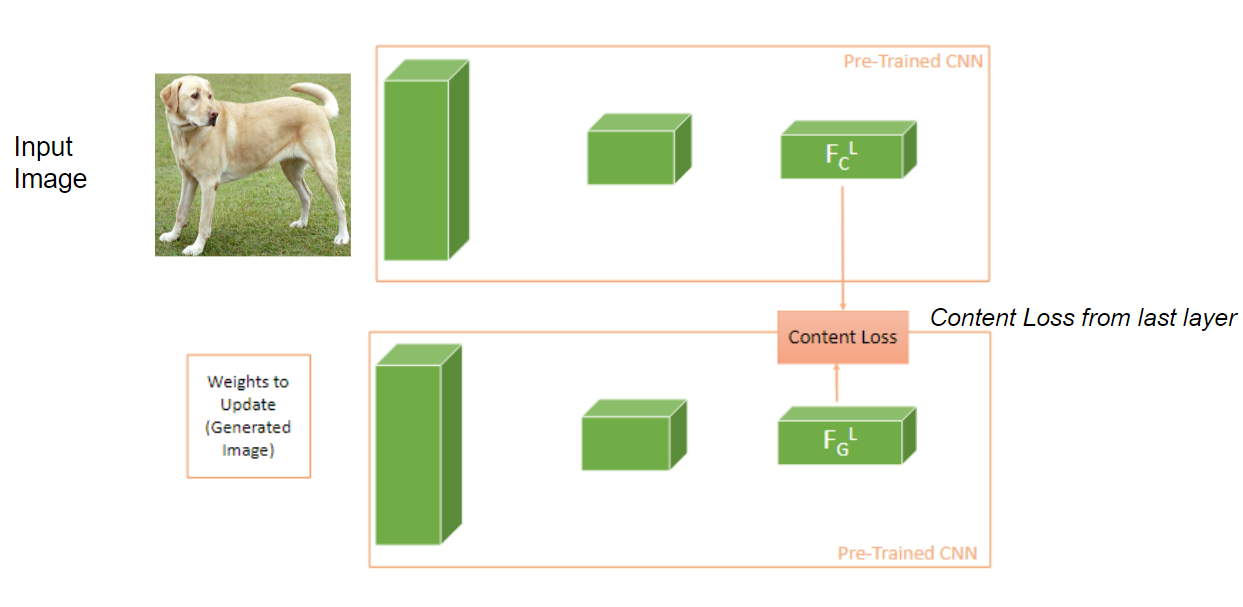 Pre-Trained CNN
Input
Image
F_C^L
Content Loss from last layer
Content Loss
Weights to
Update
(Generated
Image)
F_G^L
Pre-Trained CNN